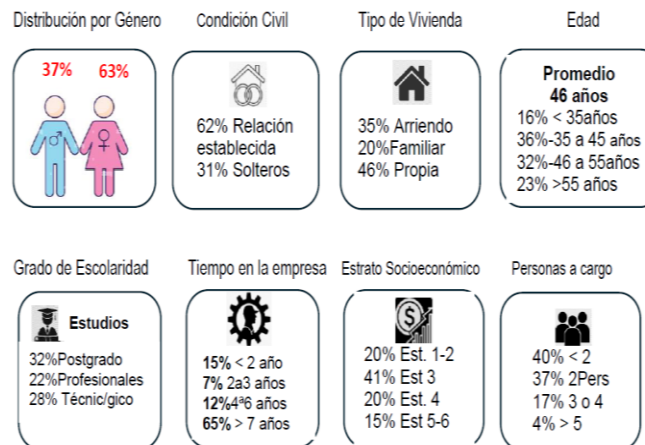 Distribución por Género
37% 63%
Condición Civil
62% Relación
establecida
31% Solteros
Tipo de Vivienda
35% Arriendo
20%Familiar
46% Propia
Edad
Promedio
46 años
16% < 35años
36%-35 a 45 años
32%-46 a 55años
23% >55 años
Grado de Escolaridad
Estudios
32%Postgrado
22%Profesionales
28% Técnic/gico
Tiempo en la empresa
15% < 2 año
7% 2a3 años
12%4ª6 años
65% > 7 años
Estrato Socioeconómico
$
20% Est. 1-2
41% Est 3
20% Est. 4
15% Est 5-6
Personas a cargo
40% < 2
37% 2Pers
17% 3 o 4
4% > 5